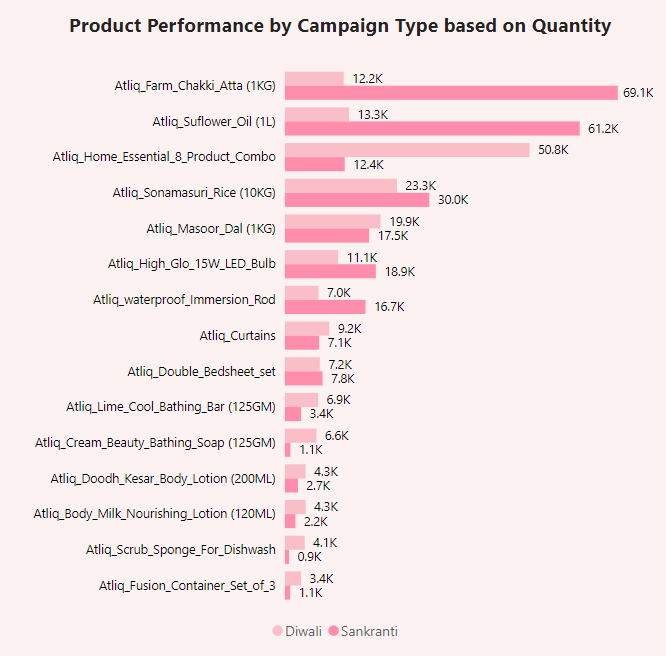 Product Performance by Campaign Type based on Quantity
Atliq_Farm_Chakki_Atta (1KG)
12.2K
69.1K
Atliq_Suflower_Oil (1L)
13.3K
61.2K
Atliq_Home_Essential_8_Product_Combo
50.8K
12.4K
Atliq_Sonamasuri_Rice (10KG)
23.3K
30.0K
Atliq_Masoor_Dal (1KG)
19.9K
17.5K
Atliq_High_Glo_15W_LED_Bulb
11.1K
18.9K
Atliq_waterproof_Immersion_Rod
7.0K
16.7K
Atliq_Curtains
9.2K
7.1K
Atliq_Double_Bedsheet_set
7.2K
7.8K
Atliq_Lime_Cool_Bathing_Bar (125GM)
6.9K
3.4K
Atliq_Cream_Beauty_Bathing_Soap (125GM)
6.6K
1.1K
Atliq_Doodh_Kesar_Body_Lotion (200ML)
4.3K
2.7K
Atliq_Body_Milk_Nourishing_Lotion (120ML)
4.3K
2.2K
Atliq_Scrub_Sponge_For_Dishwash
4.1K
0.9K
Atliq_Fusion_Container_Set_of_3
3.4K
1.1K
Diwali Sankranti